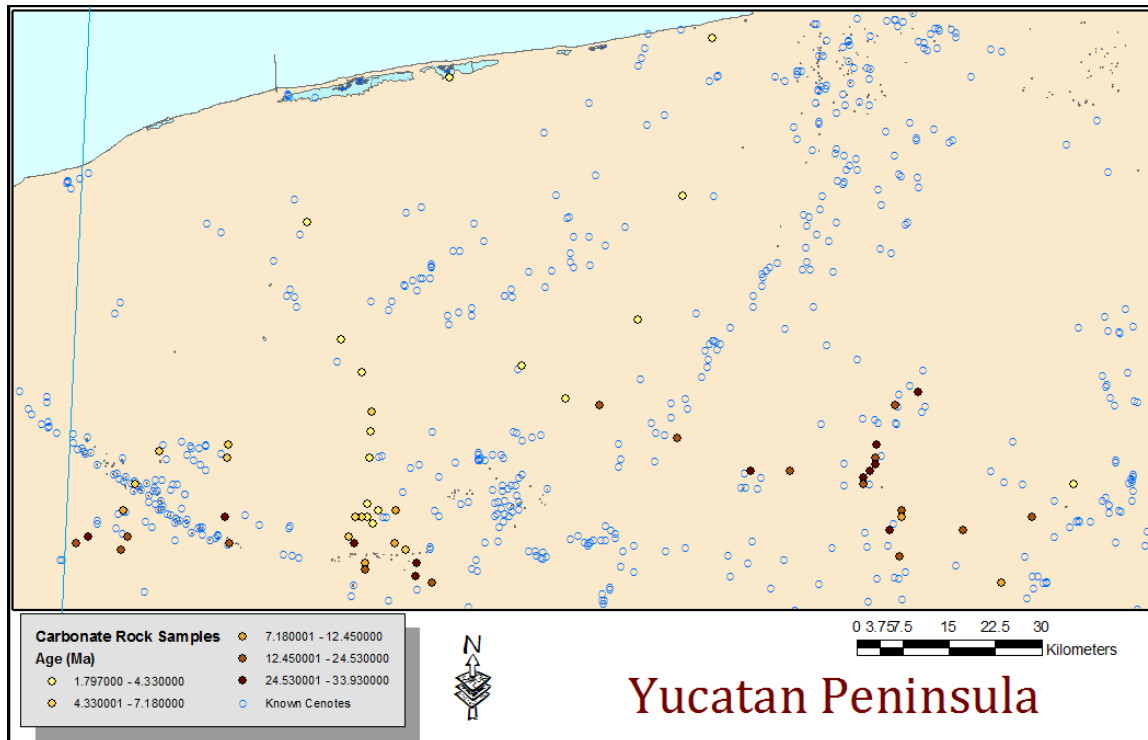 Carbonate Rock Samples
Age (Ma)
1.797000 - 4.330000
4.330001 - 7.180000
7.180001 - 12.450000
12.450001 - 24.530000
24.530001 - 33.930000
Known Cenotes
N
0 3.75 7.5 15 22.5 30
Kilometers
Yucatan Peninsula